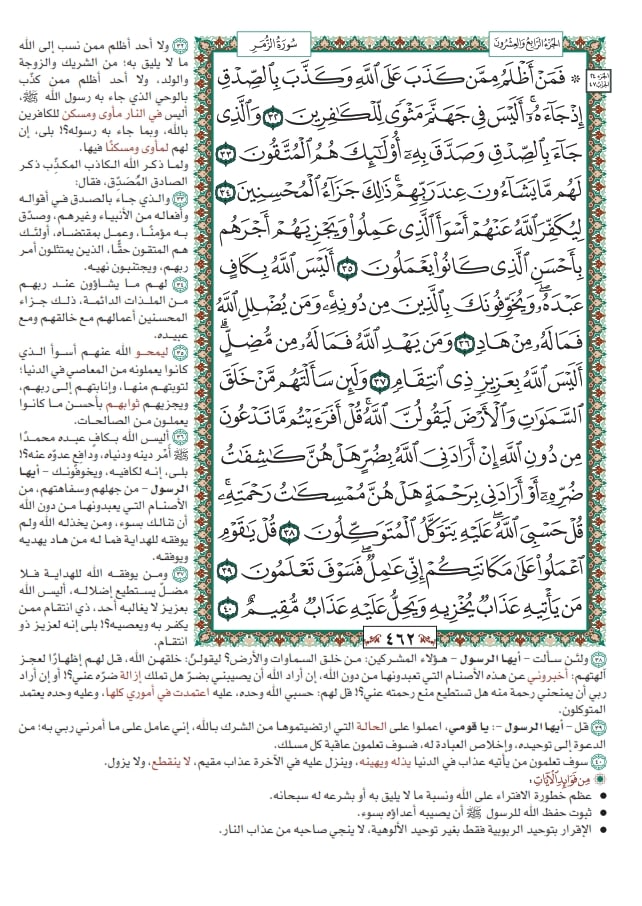 الجزء الرابع والعشرون
سورة الزمر
الجزء ٢٤
الحزب ٤٧
۞ فَمَنْ أَظْلَمُ مِمَّن كَذَبَ عَلَى ٱللَّهِ وَكَذَّبَ بِٱلصِّدْقِ
إِذْ جَآءَهُۥٓ أَلَيْسَ فِى جَهَنَّمَ مَثْوًى لِّلْكَٰفِرِينَ ٣٢ وَٱلَّذِى
جَآءَ بِٱلصِّدْقِ وَصَدَّقَ بِهِۦٓ أُو۟لَٰٓئِكَ هُمُ ٱلْمُتَّقُونَ ٣٣
لَهُم مَّا يَشَآءُونَ عِندَ رَبِّهِمْ ذَٰلِكَ جَزَآءُ ٱلْمُحْسِنِينَ ٣٤
لِيُكَفِّرَ ٱللَّهُ عَنْهُمْ أَسْوَأَ ٱلَّذِى عَمِلُوا۟ وَيَجْزِيَهُمْ أَجْرَهُم
بِأَحْسَنِ ٱلَّذِى كَانُوا۟ يَعْمَلُونَ ٣٥ أَلَيْسَ ٱللَّهُ بِكَافٍ
عَبْدَهُۥ وَيُخَوِّفُونَكَ بِٱلَّذِينَ مِن دُونِهِۦ وَمَن يُضْلِلِ ٱللَّهُ
فَمَا لَهُۥ مِنْ هَادٍ ٣٦ وَمَن يَهْدِ ٱللَّهُ فَمَا لَهُۥ مِن مُّضِلٍّ
أَلَيْسَ ٱللَّهُ بِعَزِيزٍ ذِى ٱنتِقَامٍ ٣٧ وَلَئِن سَأَلْتَهُم مَّنْ خَلَقَ
ٱلسَّمَٰوَٰتِ وَٱلْأَرْضَ لَيَقُولُنَّ ٱللَّهُ قُلْ أَفَرَءَيْتُم مَّا تَدْعُونَ
مِن دُونِ ٱللَّهِ إِنْ أَرَادَنِىَ ٱللَّهُ بِضُرٍّ هَلْ هُنَّ كَٰشِفَٰتُ
ضُرِّهِۦٓ أَوْ أَرَادَنِى بِرَحْمَةٍ هَلْ هُنَّ مُمْسِكَٰتُ رَحْمَتِهِۦ
قُلْ حَسْبِىَ ٱللَّهُ عَلَيْهِ يَتَوَكَّلُ ٱلْمُتَوَكِّلُونَ ٣٨ قُلْ يَٰقَوْمِ
ٱعْمَلُوا۟ عَلَىٰ مَكَانَتِكُمْ إِنِّى عَٰمِلٌ فَسَوْفَ تَعْلَمُونَ ٣٩
مَن يَأْتِيهِ عَذَابٌ يُخْزِيهِ وَيَحِلُّ عَلَيْهِ عَذَابٌ مُّقِيمٌ ٤٠
٤٦٢
٣٢ ولا أحد أظلم ممن نسب إلى الله
ما لا يليق به؛ من الشريك والزوجة
والولد، ولا أحد أظلم ممن كذّب
بالوحي الذي جاء به رسول الله ﷺ،
أليس في النار مأوى ومسكن للكافرين
بالله، وبما جاء به رسوله؟! بلى، إن
لهم لمأوى ومسكنًا فيها.
ولما ذكر الله الكاذب المكذِّب ذكر
الصادق المُصَدِّق، فقال:
٣٣ والذي جاء بالصدق في أقواله
وأفعاله من الأنبياء وغيرهم، وصدّق
به مؤمنًا، وعمل بمقتضاه، أولئك
هم المتقون حقًّا، الذين يمتثلون أمر
ربهم، ويجتنبون نهيه.
٣٤ لهم ما يشاؤون عند ربهم
من الملذات الدائمة، ذلك جزاء
المحسنين أعمالهم مع خالقهم ومع
عبيده.
٣٥ ليمحو الله عنهم أسوأ الذي
كانوا يعملونه من المعاصي في الدنيا؛
لتوبتهم منها، وإنابتهم إلى ربهم،
ويجزيهم ثوابهم بأحسن ما كانوا
يعملون من الصالحات.
٣٦ أليس الله بكافٍ عبده محمدًا
ﷺ أمر دينه ودنياه، ودافعٍ عدوّه عنه؟!
بلى، إنه لكافيه، ويخوفونك - أيها
الرسول - من جهلهم وسفاهتهم، من
الأصنام التي يعبدونها من دون الله
أن تنالك بسوء، ومن يخذله الله ولم
يوفقه للهداية فما له من هاد يهديه
ويوفقه.
٣٧ ومن يوفقه الله للهداية فلا
مضلّ يستطيع إضلاله، أليس الله
بعزيز لا يغالبه أحد، ذي انتقام ممن
يكفر به ويعصيه؟! بلى إنه لعزيز ذو
انتقام.
٣٨ ولئن سألت - أيها الرسول - هؤلاء المشركين: من خلق السماوات والأرض؟ ليقولنّ: خلقهن الله، قل لهم إظهارًا لعجز
آلهتهم: أخبروني عن هذه الأصنام التي تعبدونها من دون الله، إن أراد الله أن يصيبني بضرّ هل تملك إزالة ضرّه عني؟! أو إن أراد
ربي أن يمنحني رحمة منه هل تستطيع منع رحمته عني؟! قل لهم: حسبي الله وحده، عليه اعتمدت في أموري كلها، وعليه وحده يعتمد
المتوكلون.
٣٩ قل - أيها الرسول -: يا قومي، اعملوا على الحالة التي ارتضيتموها من الشرك بالله، إني عامل على ما أمرني ربي به؛ من
الدعوة إلى توحيده، وإخلاص العبادة له، فسوف تعلمون عاقبة كل مسلك.
٤٠ سوف تعلمون من يأتيه عذاب في الدنيا يذله ويهينه، وينزل عليه في الآخرة عذاب مقيم، لا ينقطع، ولا يزول.
من فوائد الآيات:
• عظم خطورة الافتراء على الله ونسبة ما لا يليق به أو بشرعه له سبحانه.
• ثبوت حفظ الله للرسول ﷺ أن يصيبه أعداؤه بسوء.
• الإقرار بتوحيد الربوبية فقط بغير توحيد الألوهية، لا ينجي صاحبه من عذاب النار.